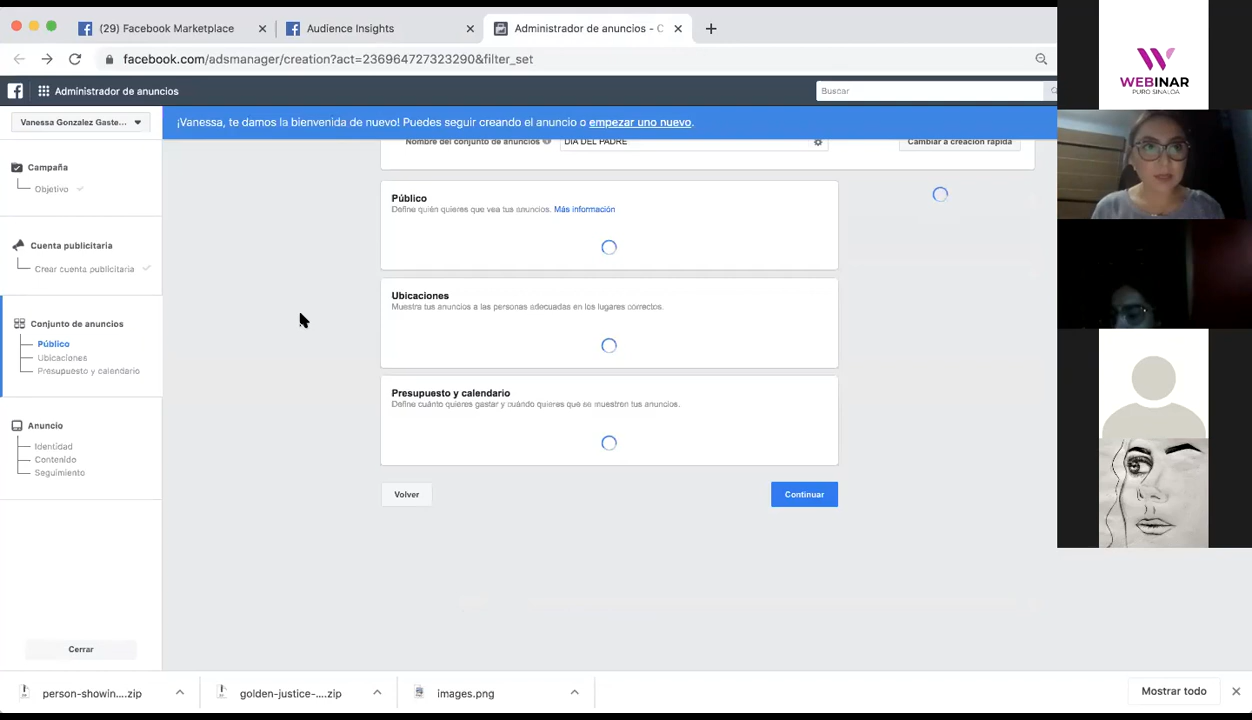 (29) Facebook Marketplace
Audience Insights
Administrador de anuncios - C
facebook.com/adsmanager/creation?act=236964727323290&filter_set
Administrador de anuncios
Buscar
Vanessa Gonzalez Gaste...
¡Vanessa, te damos la bienvenida de nuevo! Puedes seguir creando el anuncio o empezar uno nuevo.
Nombre del conjunto de anuncios
DIA DEL PADRE
Cambiar a creación rápida
Campaña
Objetivo
Cuenta publicitaria
Crear cuenta publicitaria
Conjunto de anuncios
Público
Ubicaciones
Presupuesto y calendario
Anuncio
Identidad
Contenido
Seguimiento
Cerrar
Público
Define quién quieres que vea tus anuncios. Más información
Ubicaciones
Muestra tus anuncios a las personas adecuadas en los lugares correctos.
Presupuesto y calendario
Define cuánto quieres gastar y cuándo quieres que se muestren tus anuncios.
Volver
Continuar
WEBINAR
PURO SINALOA
person-showin....zip
golden-justice-....zip
images.png
Mostrar todo